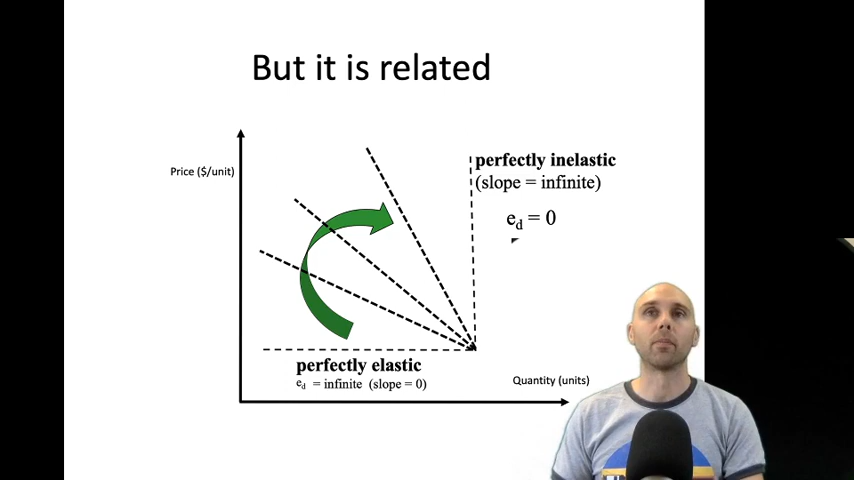 But it is related
Price ($/unit)
perfectly inelastic
(slope = infinite)
ed = 0
perfectly elastic
ed = infinite (slope = 0)
Quantity (units)